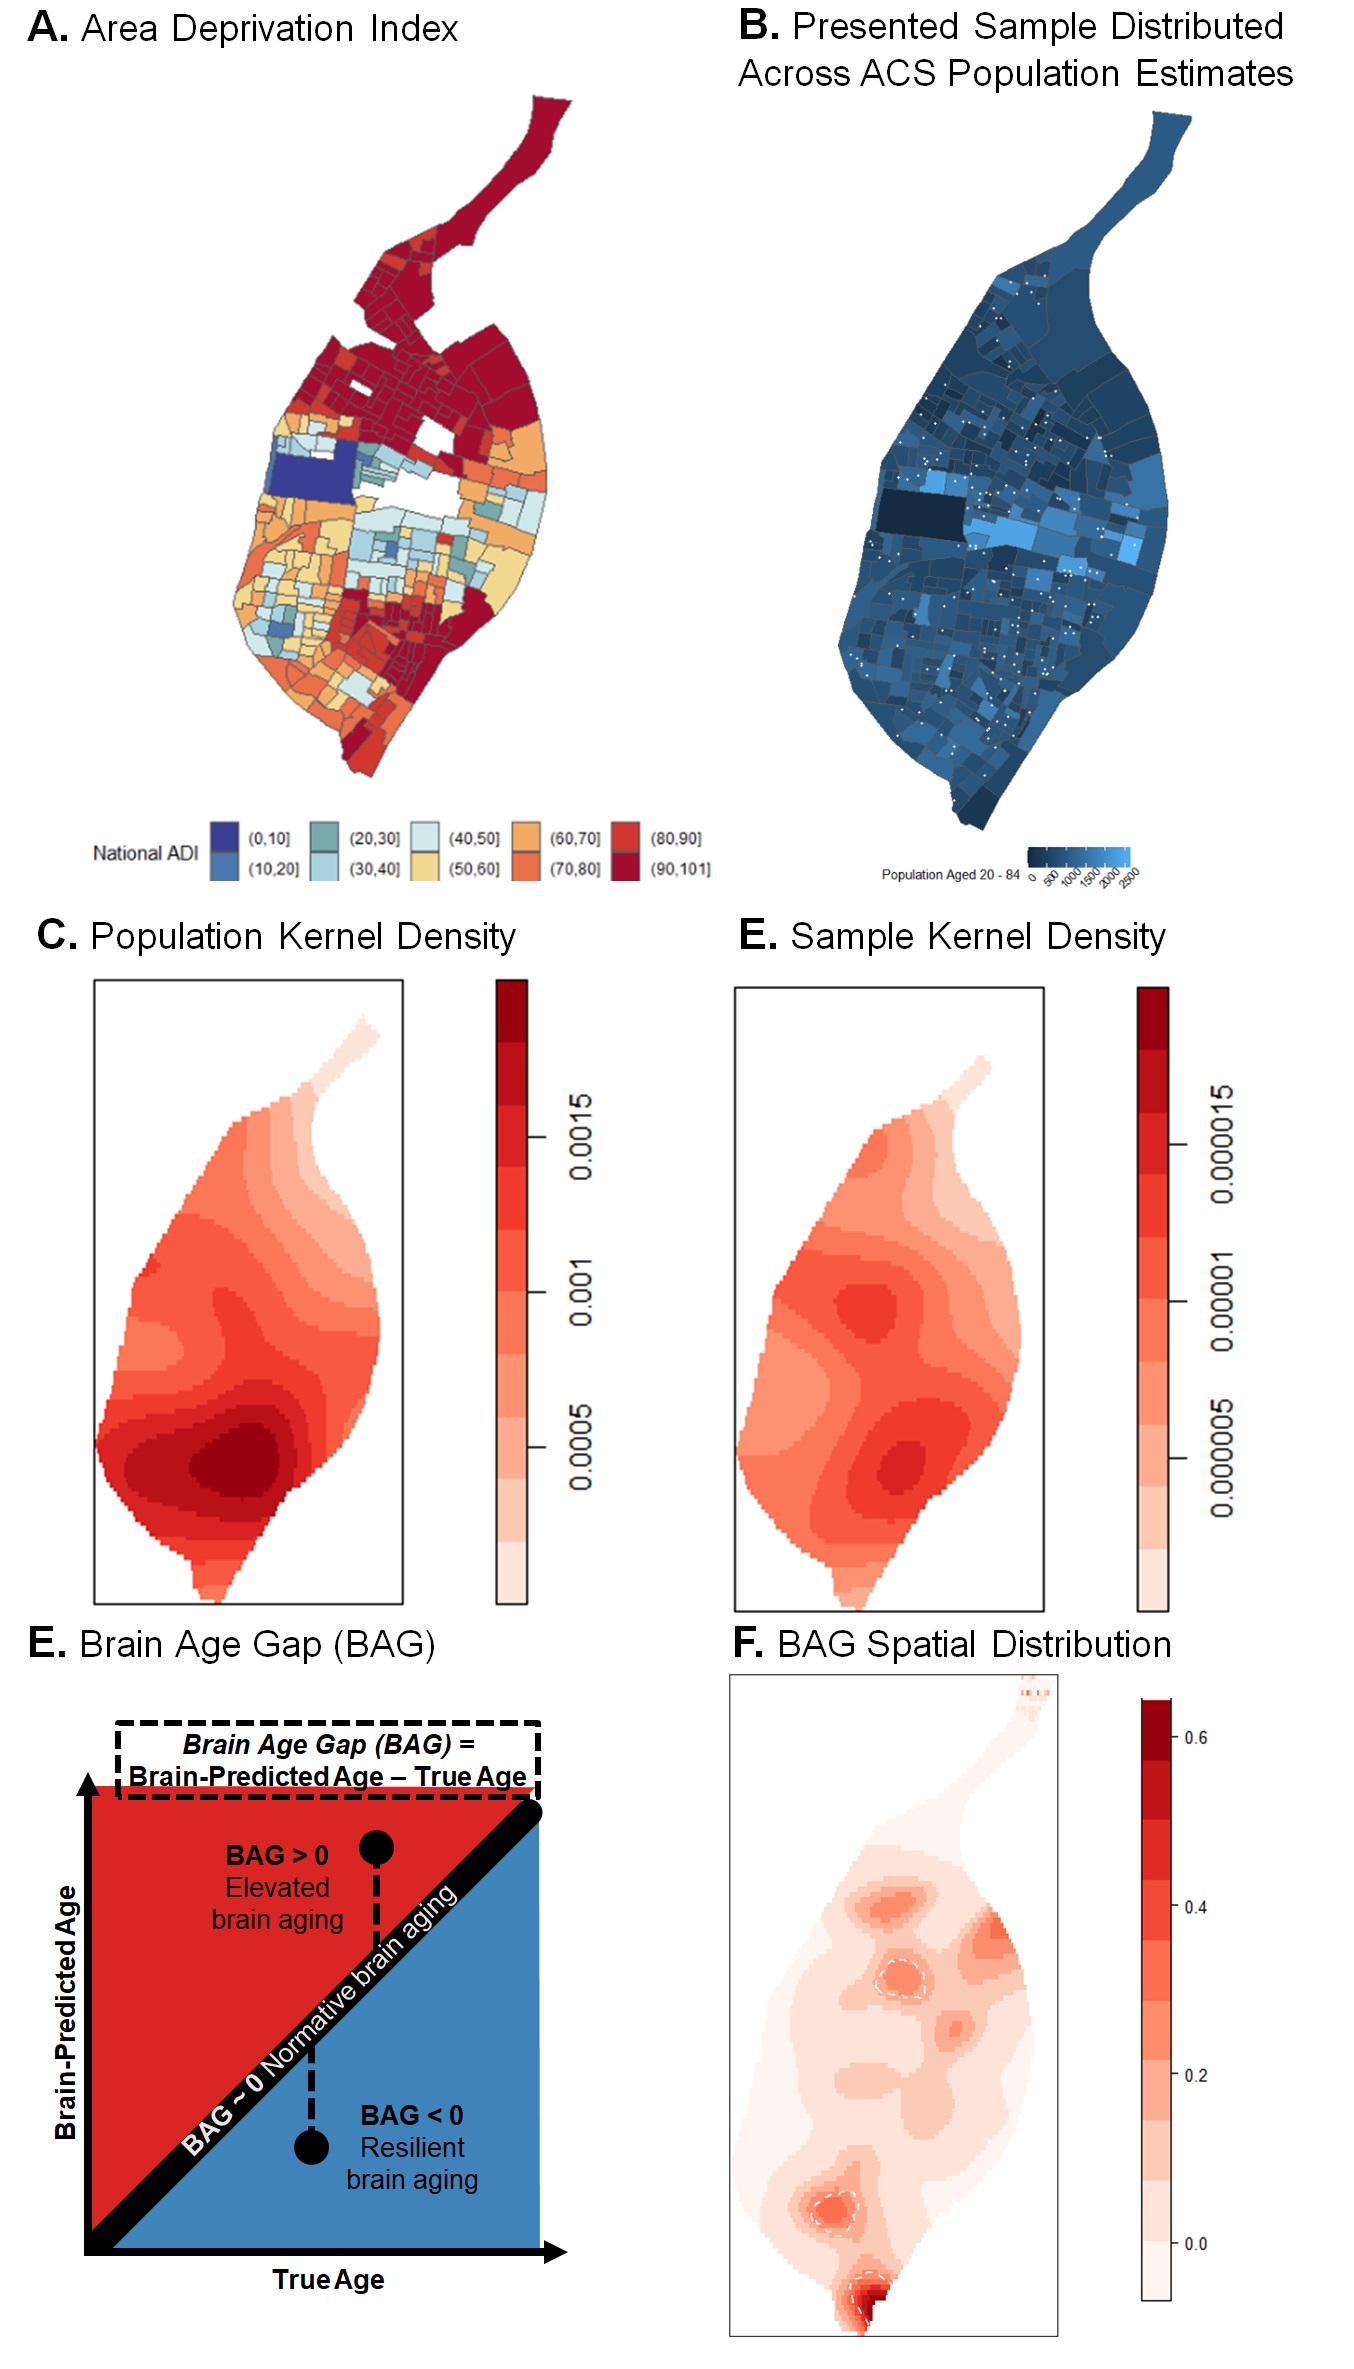 A. Area Deprivation Index
B. Presented Sample Distributed
Across ACS Population Estimates
National ADI
(0,10]
(20,30]
(40,50]
(60,70]
(80,90]
(10,20]
(30,40]
(50,60]
(70,80]
(90,101]
Population Aged 20 - 84
0
500
1000
1500
2000
2500
C. Population Kernel Density
0.0015
0.001
0.0005
E. Sample Kernel Density
0.000015
0.00001
0.000005
E. Brain Age Gap (BAG)
Brain Age Gap (BAG) =
Brain-Predicted Age – True Age
BAG > 0
Elevated
brain aging
BAG ~ 0 Normative brain aging
BAG < 0
Resilient
brain aging
Brain-Predicted Age
True Age
F. BAG Spatial Distribution
0.6
0.4
0.2
0.0